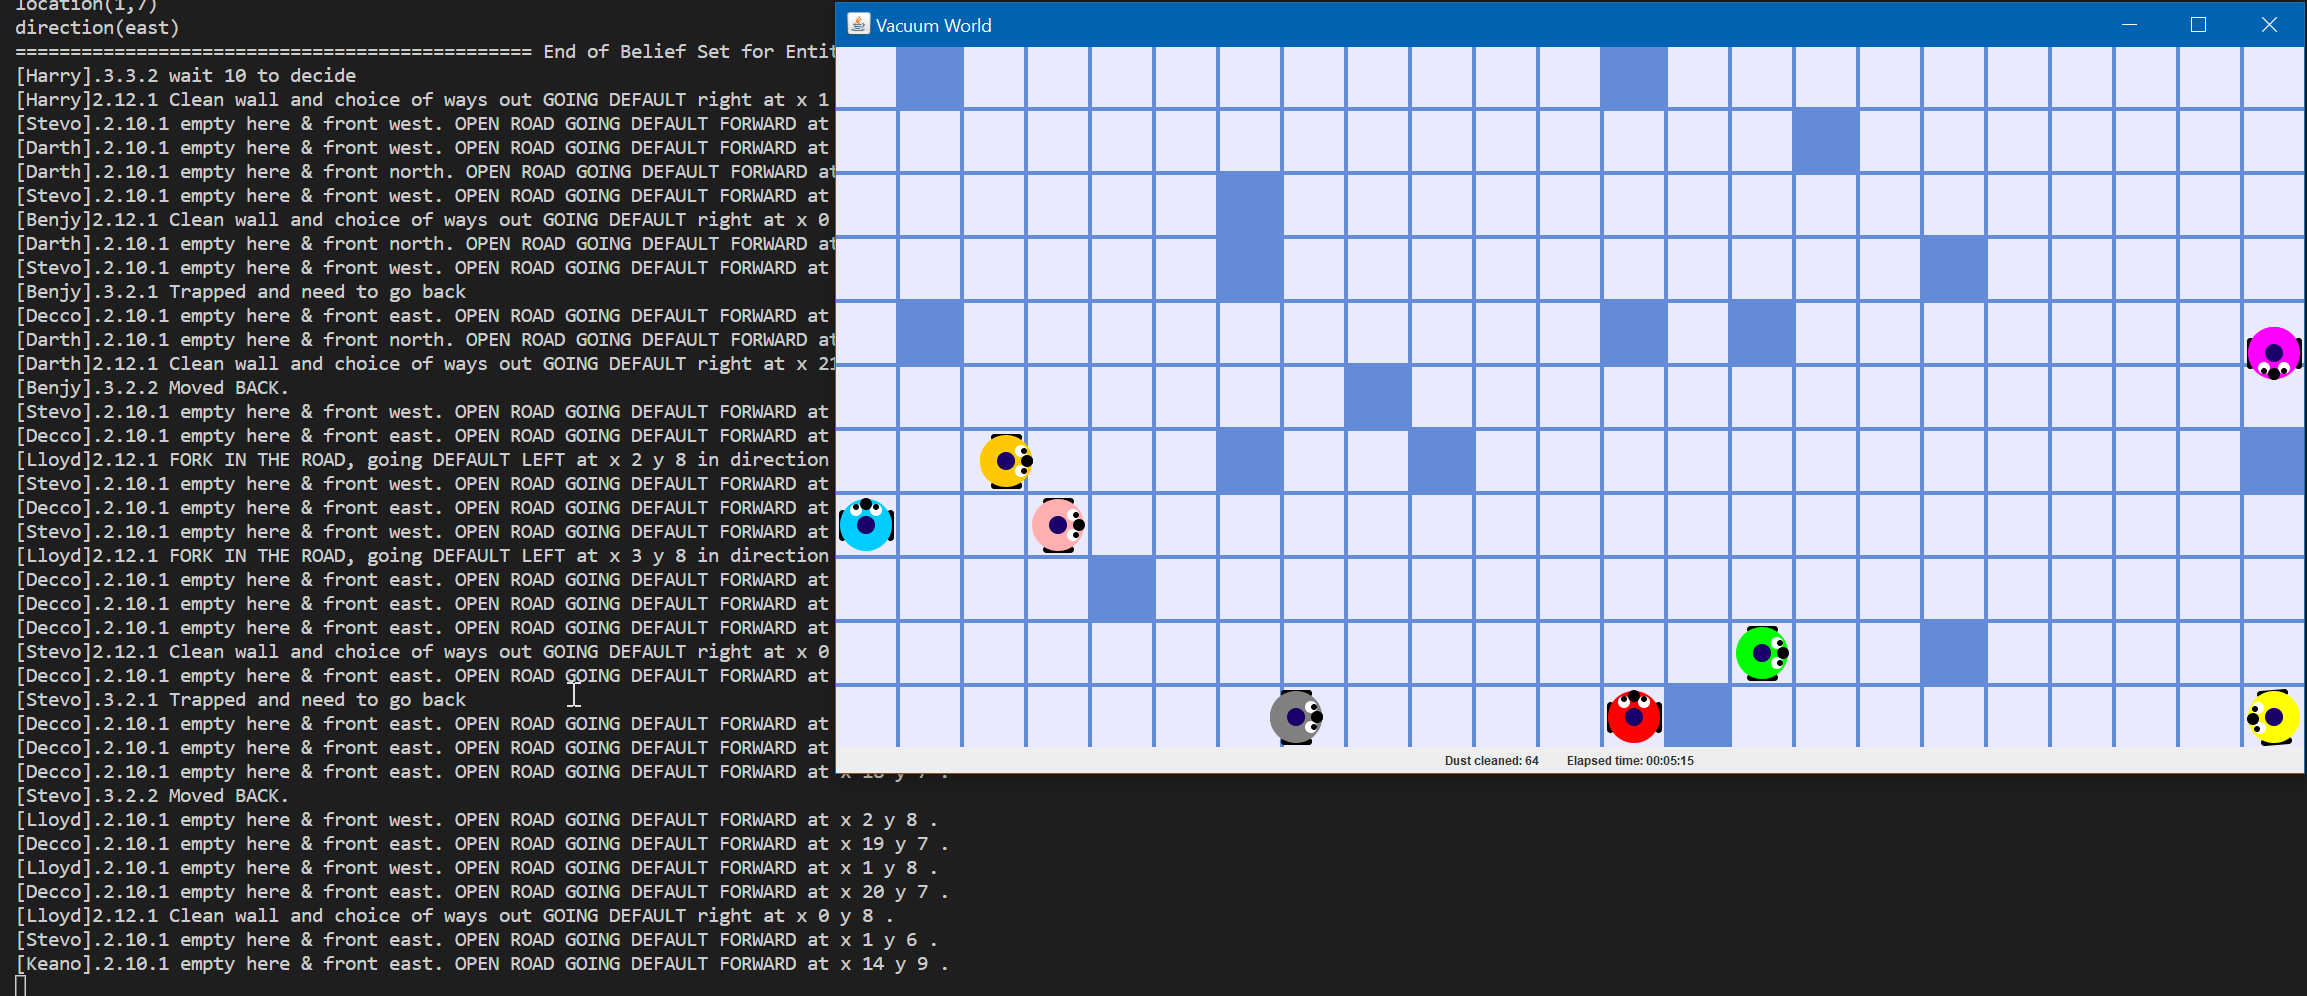 location(1,7)
direction(east)
=============================================== End of Belief Set for Entit
[Harry].3.3.2 wait 10 to decide
[Harry]2.12.1 Clean wall and choice of ways out GOING DEFAULT right at x 1
[Stevo].2.10.1 empty here & front west. OPEN ROAD GOING DEFAULT FORWARD at
[Darth].2.10.1 empty here & front west. OPEN ROAD GOING DEFAULT FORWARD at
[Darth].2.10.1 empty here & front north. OPEN ROAD GOING DEFAULT FORWARD at
[Stevo].2.10.1 empty here & front west. OPEN ROAD GOING DEFAULT FORWARD at
[Benjy]2.12.1 Clean wall and choice of ways out GOING DEFAULT right at x 0
[Darth].2.10.1 empty here & front north. OPEN ROAD GOING DEFAULT FORWARD at
[Stevo].2.10.1 empty here & front west. OPEN ROAD GOING DEFAULT FORWARD at
[Benjy].3.2.1 Trapped and need to go back
[Decco].2.10.1 empty here & front east. OPEN ROAD GOING DEFAULT FORWARD at
[Darth].2.10.1 empty here & front north. OPEN ROAD GOING DEFAULT FORWARD at
[Darth]2.12.1 Clean wall and choice of ways out GOING DEFAULT right at x 21
[Benjy].3.2.2 Moved BACK.
[Stevo].2.10.1 empty here & front west. OPEN ROAD GOING DEFAULT FORWARD at
[Decco].2.10.1 empty here & front east. OPEN ROAD GOING DEFAULT FORWARD at
[Lloyd]2.12.1 FORK IN THE ROAD, going DEFAULT LEFT at x 2 y 8 in direction
[Stevo].2.10.1 empty here & front west. OPEN ROAD GOING DEFAULT FORWARD at
[Decco].2.10.1 empty here & front east. OPEN ROAD GOING DEFAULT FORWARD at
[Stevo].2.10.1 empty here & front west. OPEN ROAD GOING DEFAULT FORWARD at
[Lloyd]2.12.1 FORK IN THE ROAD, going DEFAULT LEFT at x 3 y 8 in direction
[Decco].2.10.1 empty here & front east. OPEN ROAD GOING DEFAULT FORWARD at
[Decco].2.10.1 empty here & front east. OPEN ROAD GOING DEFAULT FORWARD at
[Decco].2.10.1 empty here & front east. OPEN ROAD GOING DEFAULT FORWARD at
[Stevo]2.12.1 Clean wall and choice of ways out GOING DEFAULT right at x 0
[Decco].2.10.1 empty here & front east. OPEN ROAD GOING DEFAULT FORWARD at
[Stevo].3.2.1 Trapped and need to go back
[Decco].2.10.1 empty here & front east. OPEN ROAD GOING DEFAULT FORWARD at
[Decco].2.10.1 empty here & front east. OPEN ROAD GOING DEFAULT FORWARD at
[Decco].2.10.1 empty here & front east. OPEN ROAD GOING DEFAULT FORWARD at x 18 y 7 .
[Stevo].3.2.2 Moved BACK.
[Lloyd].2.10.1 empty here & front west. OPEN ROAD GOING DEFAULT FORWARD at x 2 y 8 .
[Decco].2.10.1 empty here & front east. OPEN ROAD GOING DEFAULT FORWARD at x 19 y 7 .
[Lloyd].2.10.1 empty here & front west. OPEN ROAD GOING DEFAULT FORWARD at x 1 y 8 .
[Decco].2.10.1 empty here & front east. OPEN ROAD GOING DEFAULT FORWARD at x 20 y 7 .
[Lloyd]2.12.1 Clean wall and choice of ways out GOING DEFAULT right at x 0 y 8 .
[Stevo].2.10.1 empty here & front east. OPEN ROAD GOING DEFAULT FORWARD at x 1 y 6 .
[Keano].2.10.1 empty here & front east. OPEN ROAD GOING DEFAULT FORWARD at x 14 y 9 .
Vacuum World
Dust cleaned: 64 Elapsed time: 00:05:15